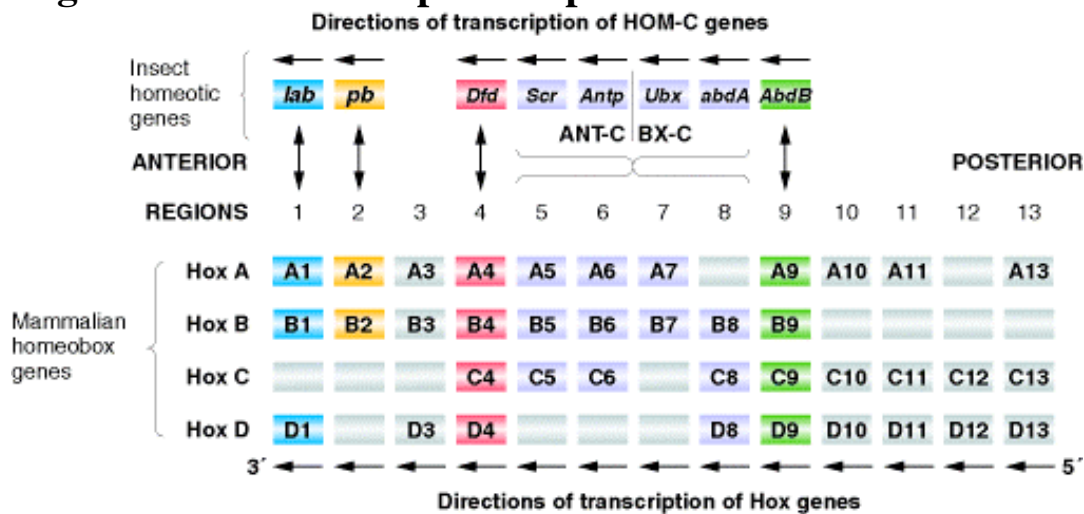 Directions of transcription of HOM-C genes
Insect
homeotic
genes
lab pb Dfd Scr Antp Ubx abdA AbdB
ANT-C BX-C
ANTERIOR POSTERIOR
REGIONS 1 2 3 4 5 6 7 8 9 10 11 12 13
Hox A A1 A2 A3 A4 A5 A6 A7 A9 A10 A11 A13
Mammalian
homeobox
genes
Hox B B1 B2 B3 B4 B5 B6 B7 B8 B9
Hox C C4 C5 C6 C8 C9 C10 C11 C12 C13
Hox D D1 D3 D4 D8 D9 D10 D11 D12 D13
3´ 5´
Directions of transcription of Hox genes